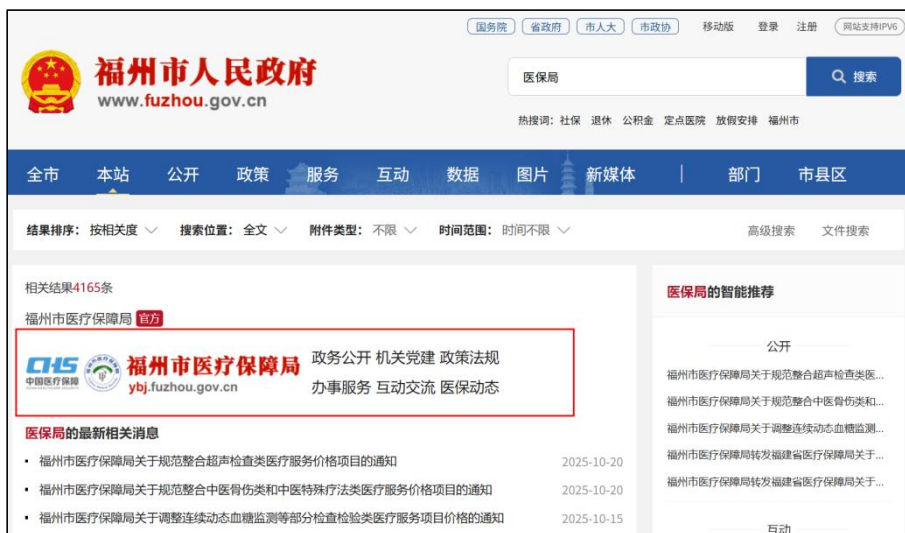 国务院 省政府 市人大 市政协 移动版 登录 注册 网站支持IPV6
福州市人民政府
www.fuzhou.gov.cn
医保局
搜索
热搜词：社保 退休 公积金 定点医院 放假安排 福州市
全市 本站 公开 政策 服务 互动 数据 图片 新媒体 | 部门 市县区
结果排序： 按相关度 搜索位置： 全文 附件类型： 不限 时间范围： 时间不限 高级搜索 文件搜索
相关结果4165条
福州市医疗保障局 官方
CHS
中国医疗保障
福州市医疗保障局
ybj.fuzhou.gov.cn
政务公开 机关党建 政策法规
办事服务 互动交流 医保动态
医保局的最新相关消息
福州市医疗保障局关于规范整合超声检查类医疗服务价格项目的通知 2025-10-20
福州市医疗保障局关于规范整合中医骨伤类和中医特殊疗法类医疗服务价格项目的通知 2025-10-20
福州市医疗保障局关于调整连续动态血糖监测等部分检查检验类医疗服务项目价格的通知 2025-10-15
医保局的智能推荐
公开
福州市医疗保障局关于规范整合超声检查类医...
福州市医疗保障局关于规范整合中医骨伤类和...
福州市医疗保障局关于调整连续动态血糖监测...
福州市医疗保障局转发福建省医疗保障局关于...
福州市医疗保障局转发福建省医疗保障局关于...
互动